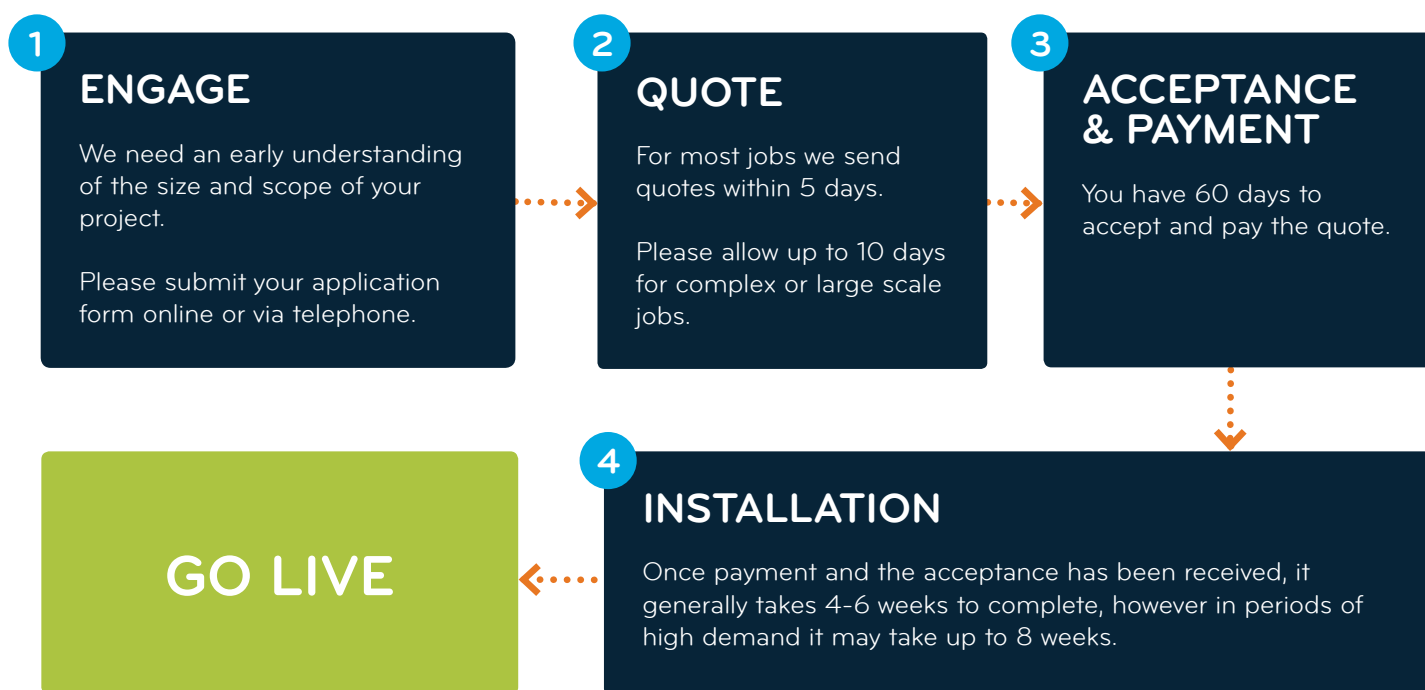 1
ENGAGE
We need an early understanding
of the size and scope of your
project.
Please submit your application
form online or via telephone.
2
QUOTE
For most jobs we send
quotes within 5 days.
Please allow up to 10 days
for complex or large scale
jobs.
3
ACCEPTANCE
& PAYMENT
You have 60 days to
accept and pay the quote.
4
INSTALLATION
Once payment and the acceptance has been received, it
generally takes 4-6 weeks to complete, however in periods of
high demand it may take up to 8 weeks.
GO LIVE